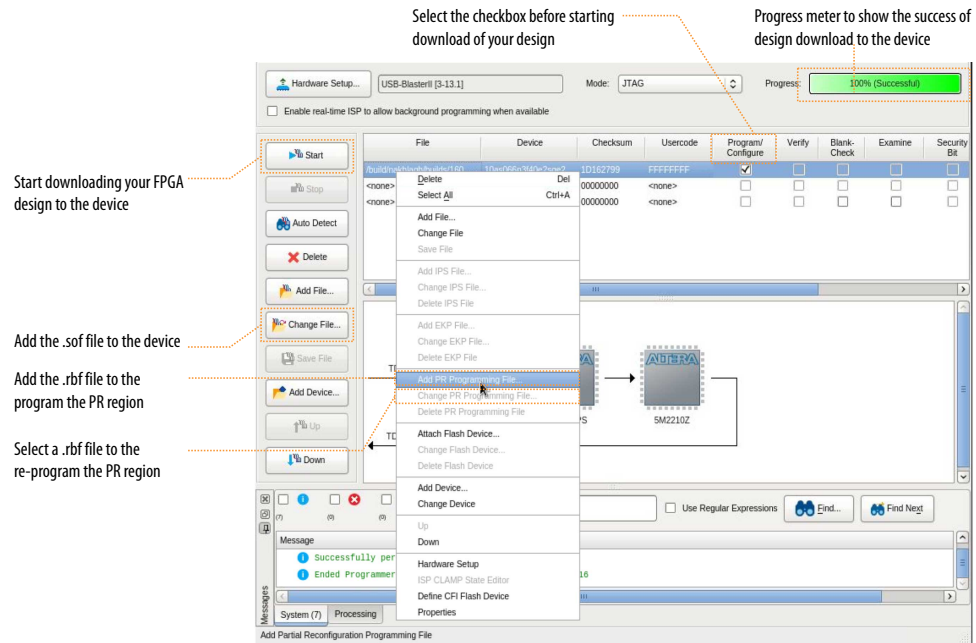 Select the checkbox before starting
download of your design
Progress meter to show the success of
design download to the device
Hardware Setup...
USB-BlasterII [3-13.1]
Mode:
JTAG
Progress:
100% (Successful)
Enable real-time ISP to allow background programming when available
Start downloading your FPGA
design to the device
Add the .sof file to the device
Add the .rbf file to the
program the PR region
Select a .rbf file to the
re-program the PR region
Start
Stop
Auto Detect
Delete
Add File...
Change File...
Save File
Add Device...
Up
Down
File
Device
Checksum
Usercode
Program/
Configure
Verify
Blank-
Check
Examine
Security
Bit
1D162799
FFFFFFFF
<none>
00000000
<none>
<none>
00000000
<none>
Delete Del
Select All Ctrl+A
Add File...
Change File
Save File
Add IPS File...
Change IPS File...
Delete IPS File
Add EKP File...
Change EKP File...
Delete EKP File
Add PR Programming File...
Change PR Programming File...
Delete PR Programming File
Attach Flash Device...
Change Flash Device...
Delete Flash Device
Add Device...
Change Device
Up
Down
Hardware Setup
ISP CLAMP State Editor
Define CFI Flash Device
Properties
ALTERA
5M2210Z
Use Regular Expressions
Find...
Find Next
(7)
(0)
(0)
Message
Successfully per
Ended Programmer
16
Messages
System (7)
Processing
Add Partial Reconfiguration Programming File